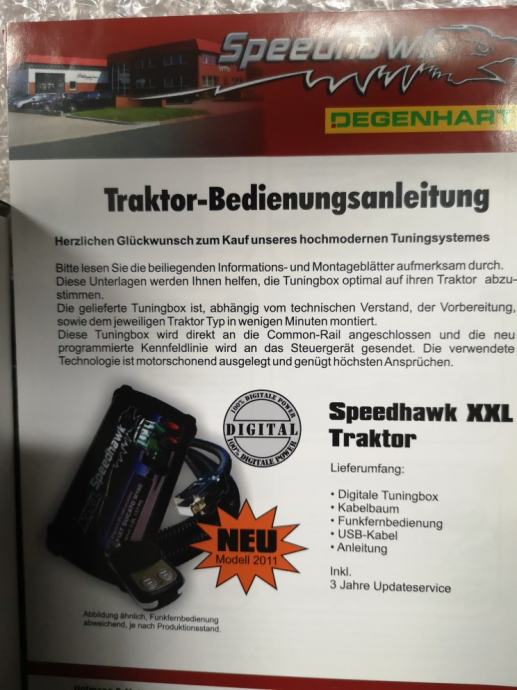 Speedhawk
DEGENHART
Traktor-Bedienungsanleitung
Herzlichen Glückwunsch zum Kauf unseres hochmodernen Tuningsystemes
Bitte lesen Sie die beiliegenden Informations- und Montageblätter aufmerksam durch.
Diese Unterlagen werden Ihnen helfen, die Tuningbox optimal auf ihren Traktor abzu-
stimmen.
Die gelieferte Tuningbox ist, abhängig vom technischen Verstand, der Vorbereitung,
sowie dem jeweiligen Traktor Typ in wenigen Minuten montiert.
Diese Tuningbox wird direkt an die Common-Rail angeschlossen und die neu
programmierte Kennfeldlinie wird an das Steuergerät gesendet. Die verwendete
Technologie ist motorschonend ausgelegt und genügt höchsten Ansprüchen.
Speedhawk
100% DIGITALE POWER
DIGITAL
100% DIGITALE POWER
NEU
Modell 2011
Abbildung ähnlich, Funkfernbedienung
abweichend, je nach Produktionsstand.
Speedhawk XXL
Traktor
Lieferumfang:
• Digitale Tuningbox
• Kabelbaum
• Funkfernbedienung
• USB-Kabel
• Anleitung
Inkl.
3 Jahre Updateservice